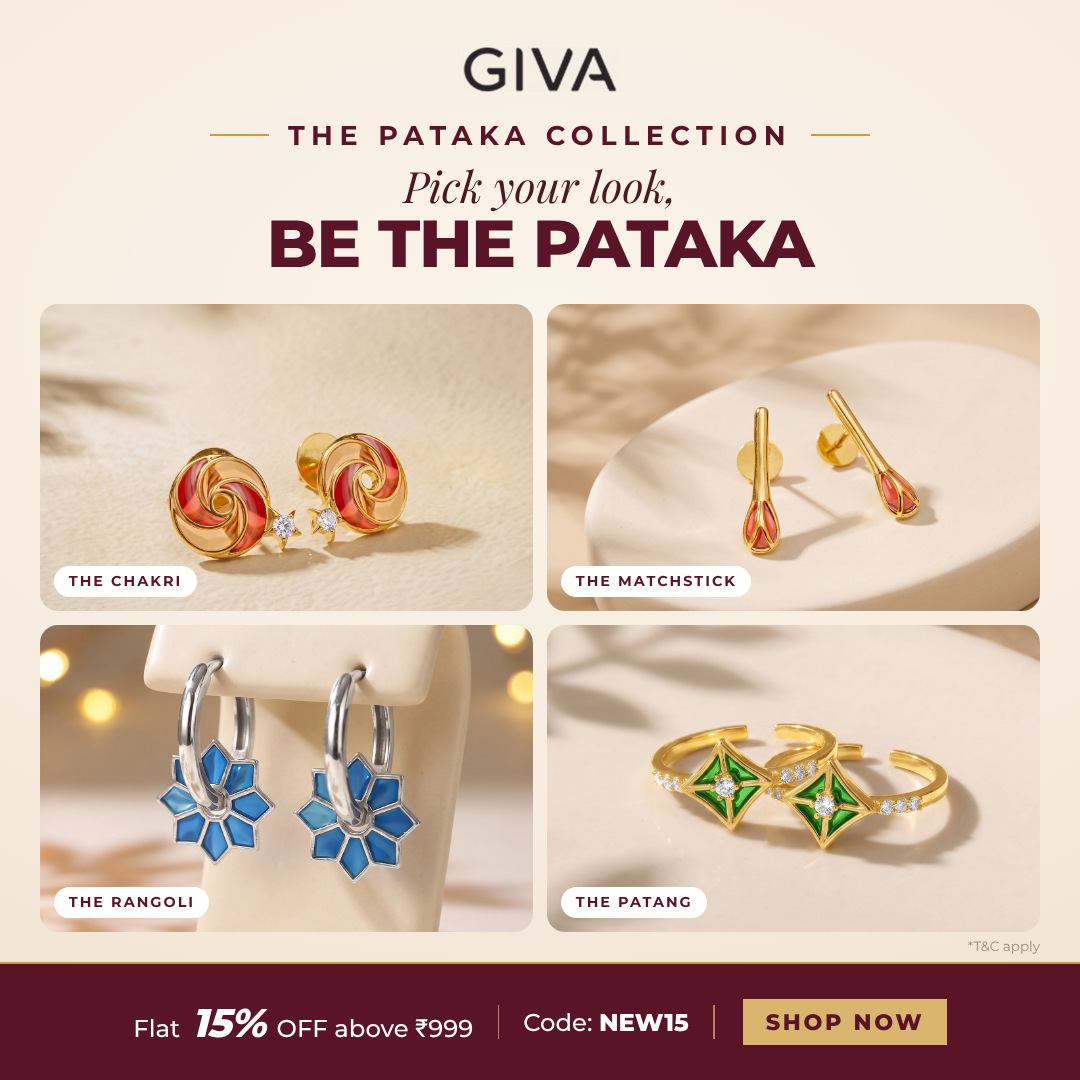 GIVA
THE PATAKA COLLECTION
Pick your look,
BE THE PATAKA
THE CHAKRI
THE MATCHSTICK
THE RANGOLI
THE PATANG
*T&C apply
Flat 15% OFF above ₹999
Code: NEW15
SHOP NOW